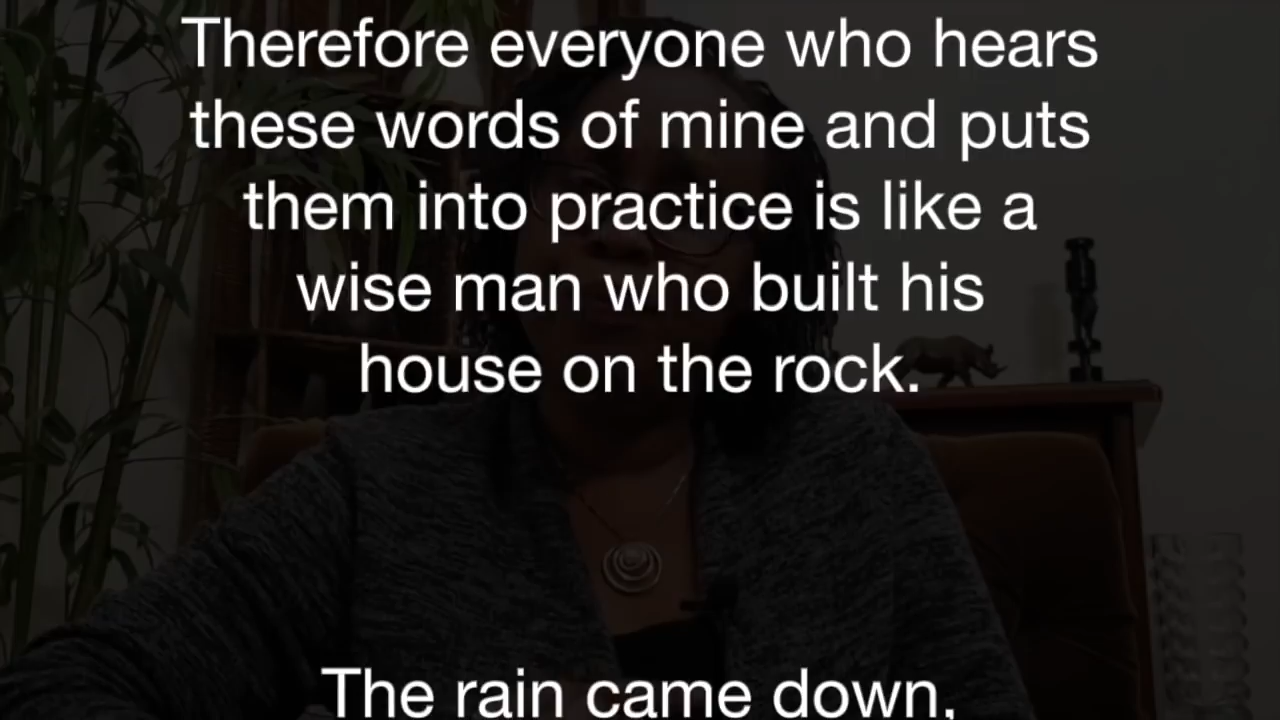 Therefore everyone who hears
these words of mine and puts
them into practice is like a
wise man who built his
house on the rock.
The rain came down,